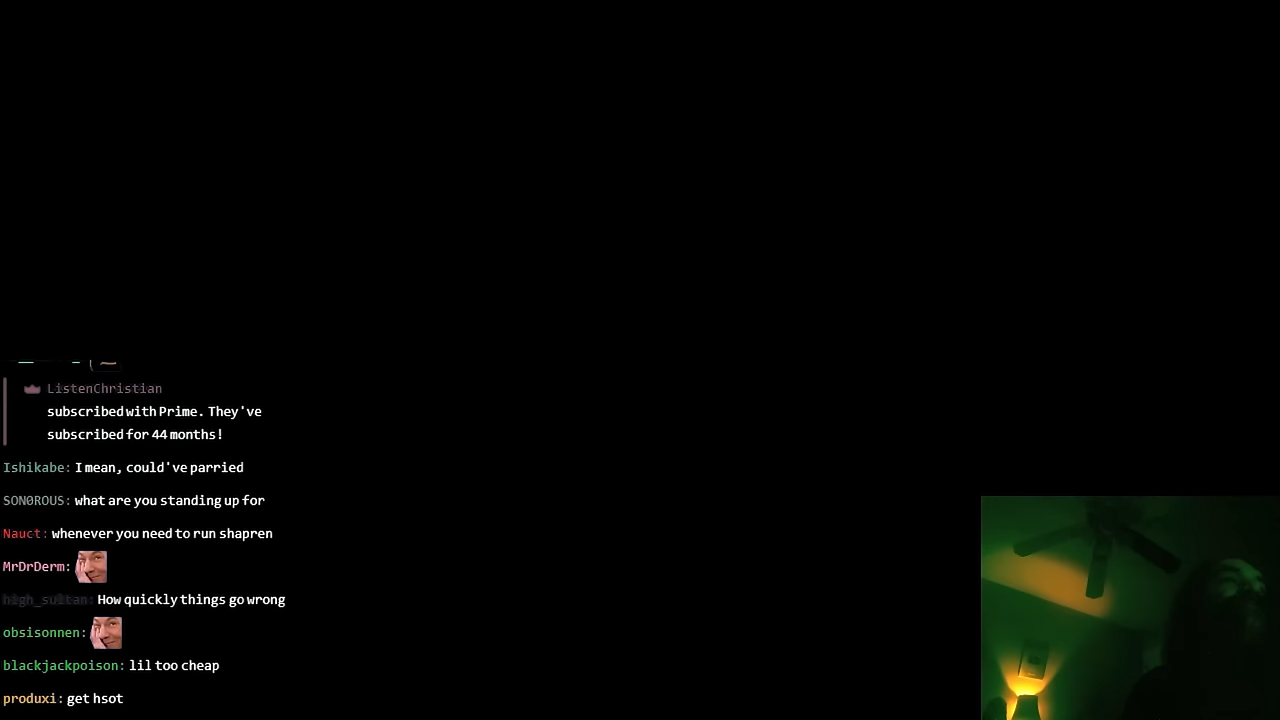 ListenChristian
subscribed with Prime. They've
subscribed for 44 months!
Ishikabe: I mean, could've parried
SON0ROUS: what are you standing up for
Nauct: whenever you need to run shapren
MrDrDerm:
high_sultan: How quickly things go wrong
obsisonnen:
blackjackpoison: lil too cheap
produxi: get hsot